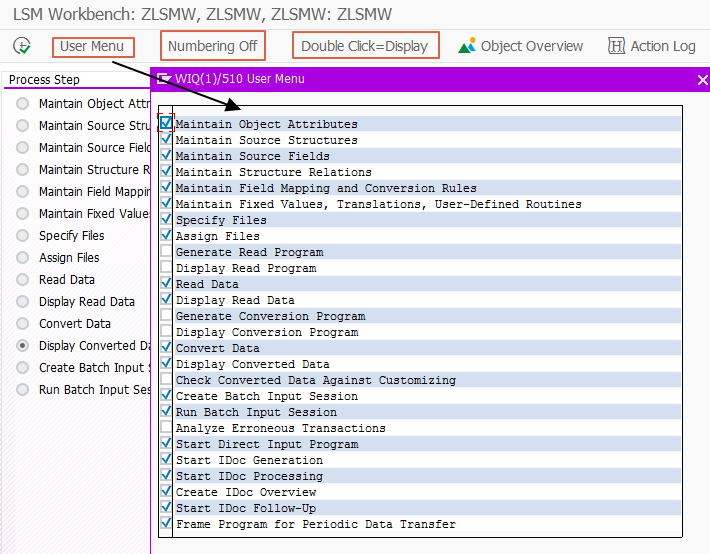 LSM Workbench: ZLSMW, ZLSMW, ZLSMW: ZLSMW
User Menu Numbering Off Double Click=Display Object Overview Action Log
Process Step
Maintain Object Attr
Maintain Source Stru
Maintain Source Field
Maintain Structure R
Maintain Field Mapping
Maintain Fixed Values
Specify Files
Assign Files
Read Data
Display Read Data
Convert Data
Display Converted Da
Create Batch Input S
Run Batch Input Ses
WIQ(1)/510 User Menu
Maintain Object Attributes
Maintain Source Structures
Maintain Source Fields
Maintain Structure Relations
Maintain Field Mapping and Conversion Rules
Maintain Fixed Values, Translations, User-Defined Routines
Specify Files
Assign Files
Generate Read Program
Display Read Program
Read Data
Display Read Data
Generate Conversion Program
Display Conversion Program
Convert Data
Display Converted Data
Check Converted Data Against Customizing
Create Batch Input Session
Run Batch Input Session
Analyze Erroneous Transactions
Start Direct Input Program
Start IDoc Generation
Start IDoc Processing
Create IDoc Overview
Start IDoc Follow-Up
Frame Program for Periodic Data Transfer